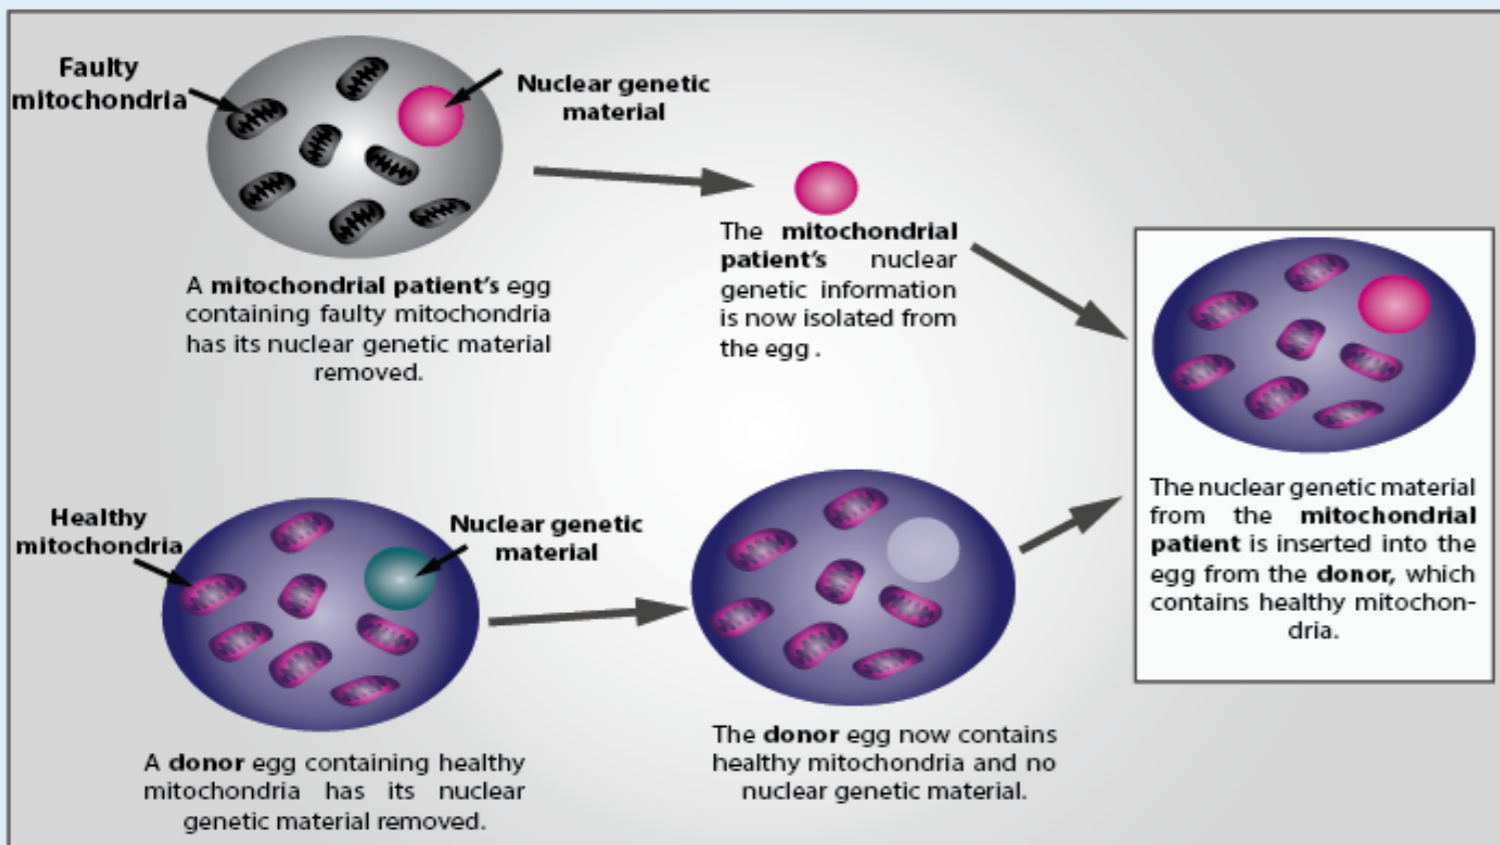 Faulty
mitochondria
Nuclear genetic
material
A mitochondrial patient's egg
containing faulty mitochondria
has its nuclear genetic material
removed.
The mitochondrial
patient's nuclear
genetic information
is now isolated from
the egg .
Healthy
mitochondria
Nuclear genetic
material
A donor egg containing healthy
mitochondria has its nuclear
genetic material removed.
The donor egg now contains
healthy mitochondria and no
nuclear genetic material.
The nuclear genetic material
from the mitochondrial
patient is inserted into the
egg from the donor, which
contains healthy mitochon-
dria.